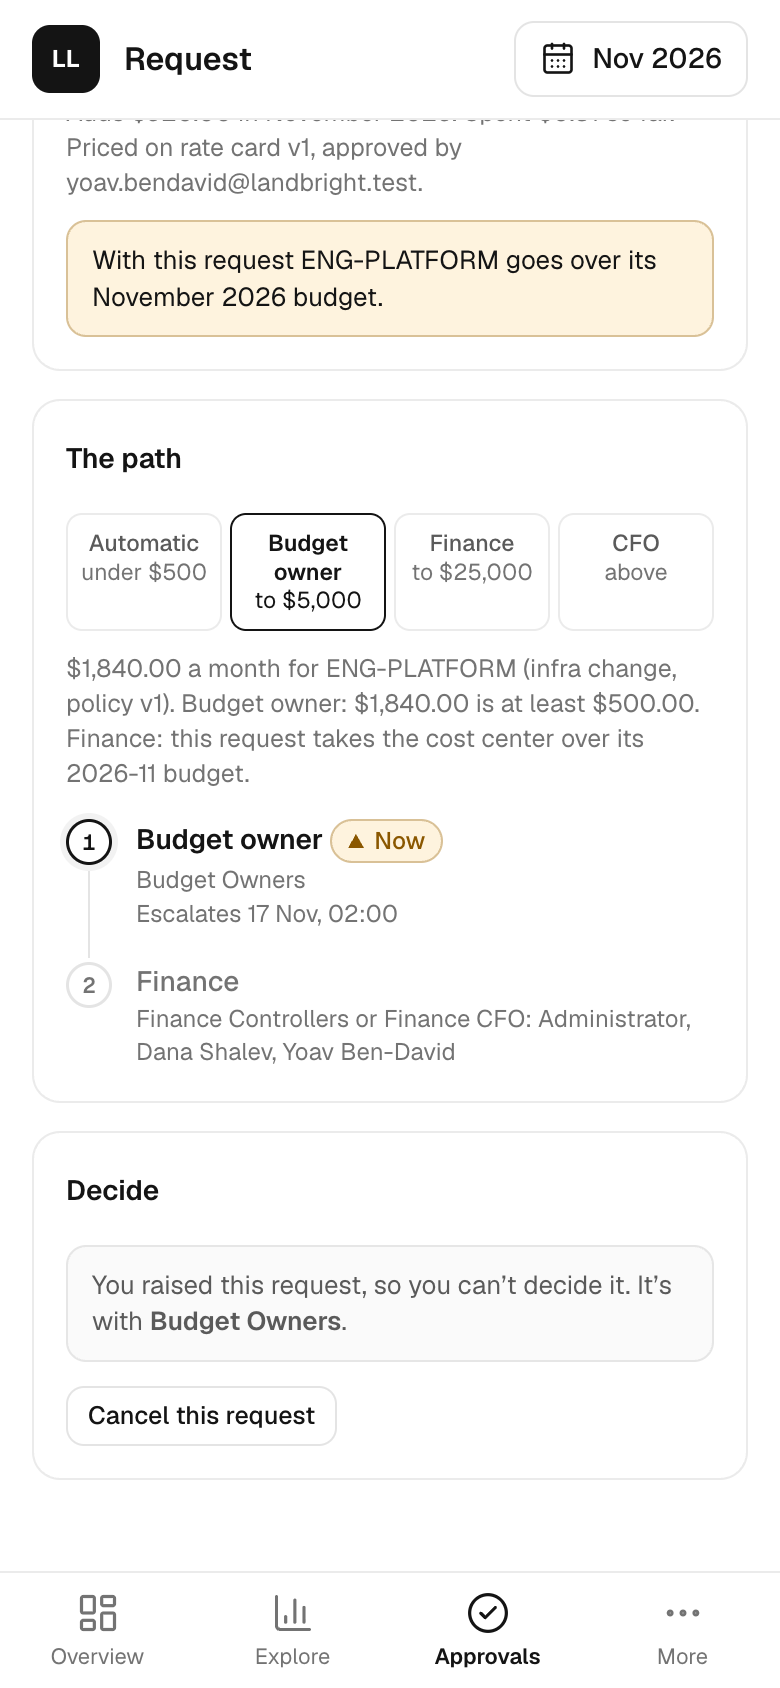 LL
Request
Nov 2026
Priced on rate card v1, approved by
yoav.bendavid@landbright.test.
With this request ENG-PLATFORM goes over its
November 2026 budget.
The path
Automatic
under $500
Budget
owner
to $5,000
Finance
to $25,000
CFO
above
$1,840.00 a month for ENG-PLATFORM (infra change,
policy v1). Budget owner: $1,840.00 is at least $500.00.
Finance: this request takes the cost center over its
2026-11 budget.
1
Budget owner
▲ Now
Budget Owners
Escalates 17 Nov, 02:00
2
Finance
Finance Controllers or Finance CFO: Administrator,
Dana Shalev, Yoav Ben-David
Decide
You raised this request, so you can’t decide it. It’s
with Budget Owners.
Cancel this request
Overview
Explore
Approvals
More